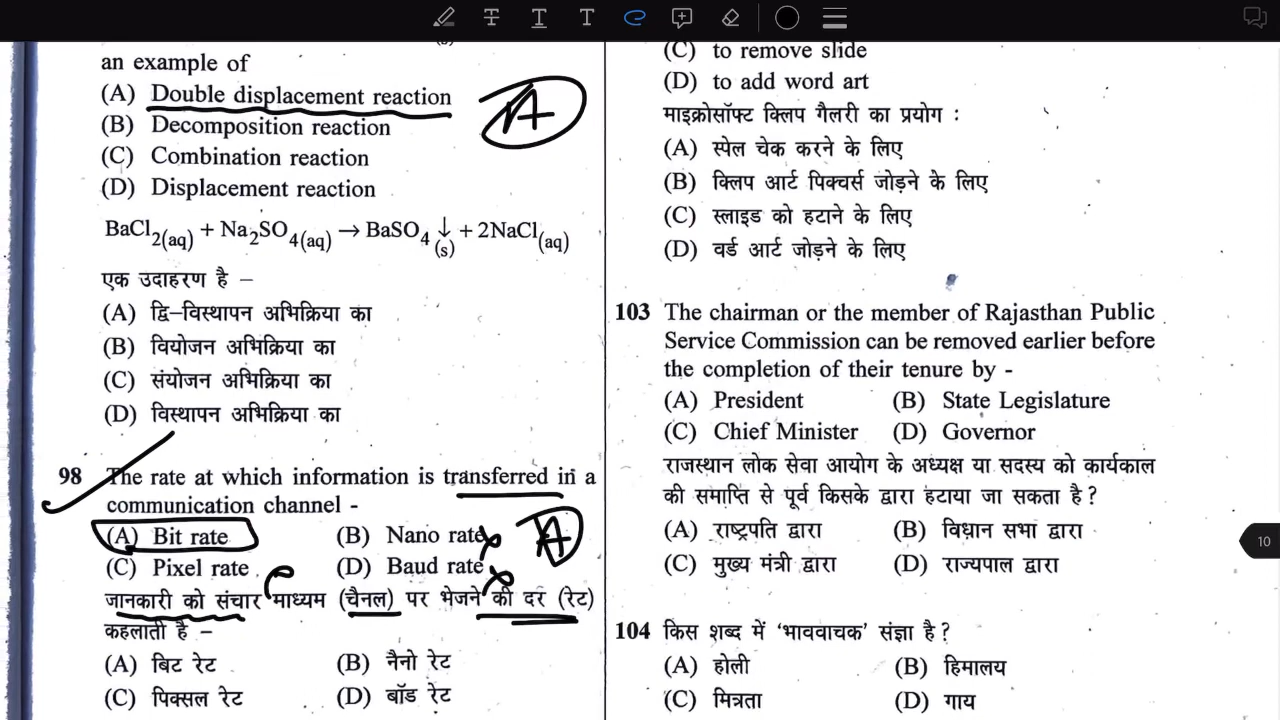 an example of
(A) Double displacement reaction
A
(B) Decomposition reaction
(C) Combination reaction
(D) Displacement reaction
BaCl2(aq) + Na2SO4(aq) → BaSO4 ↓(s) + 2NaCl(aq)
एक उदाहरण है –
(A) द्वि–विस्थापन अभिक्रिया का
(B) वियोजन अभिक्रिया का
(C) संयोजन अभिक्रिया का
(D) विस्थापन अभिक्रिया का
98 The rate at which information is transferred in a
communication channel -
(A) Bit rate (B) Nano rate
A
(C) Pixel rate (D) Baud rate
जानकारी को संचार माध्यम (चैनल) पर भेजने की दर (रेट)
कहलाती है –
(A) बिट रेट (B) नैनो रेट
(C) पिक्सल रेट (D) बॉड रेट
(C) to remove slide
(D) to add word art
माइक्रोसॉफ्ट क्लिप गैलरी का प्रयोग :
(A) स्पेल चेक करने के लिए
(B) क्लिप आर्ट पिक्चर्स जोड़ने के लिए
(C) स्लाइड को हटाने के लिए
(D) वर्ड आर्ट जोड़ने के लिए
103 The chairman or the member of Rajasthan Public
Service Commission can be removed earlier before
the completion of their tenure by -
(A) President (B) State Legislature
(C) Chief Minister (D) Governor
राजस्थान लोक सेवा आयोग के अध्यक्ष या सदस्य को कार्यकाल
की समाप्ति से पूर्व किसके द्वारा हटाया जा सकता है ?
(A) राष्ट्रपति द्वारा (B) विधान सभा द्वारा
(C) मुख्य मंत्री द्वारा (D) राज्यपाल द्वारा
10
104 किस शब्द में ‘भाववाचक’ संज्ञा है ?
(A) होली (B) हिमालय
(C) मित्रता (D) गाय